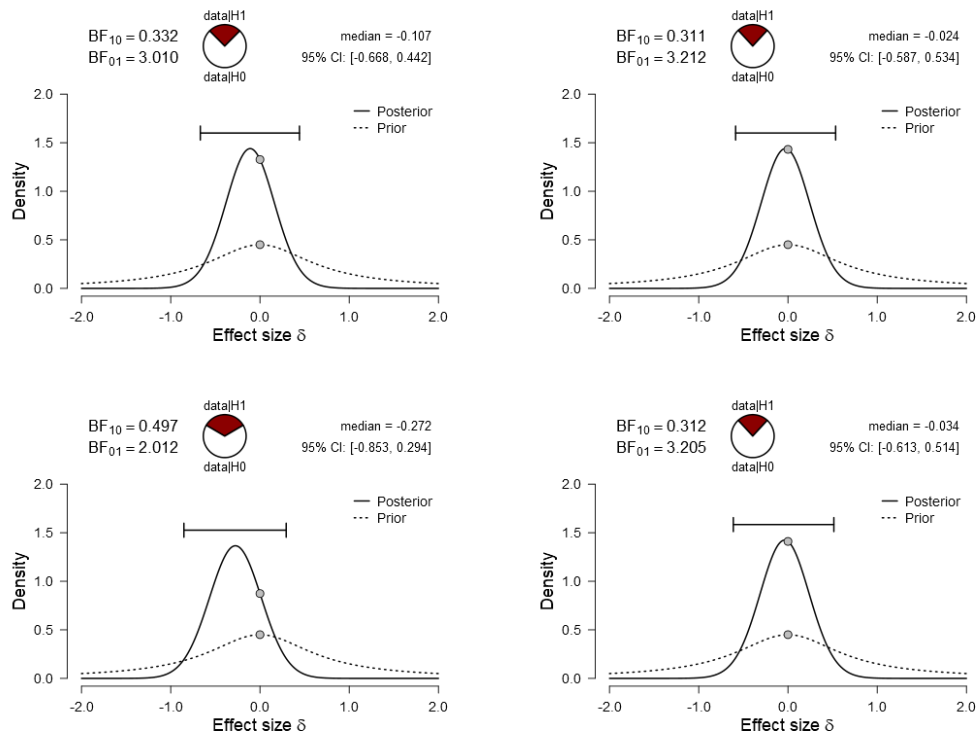 data|H1
BF10 = 0.332
BF01 = 3.010
median = -0.107
95% CI: [-0.668, 0.442]
data|H0
2.0
1.5
1.0
0.5
0.0
Density
Posterior
Prior
-2.0 -1.0 0.0 1.0 2.0
Effect size δ
data|H1
BF10 = 0.311
BF01 = 3.212
median = -0.024
95% CI: [-0.587, 0.534]
data|H0
2.0
1.5
1.0
0.5
0.0
Density
Posterior
Prior
-2.0 -1.0 0.0 1.0 2.0
Effect size δ
data|H1
BF10 = 0.497
BF01 = 2.012
median = -0.272
95% CI: [-0.853, 0.294]
data|H0
2.0
1.5
1.0
0.5
0.0
Density
Posterior
Prior
-2.0 -1.0 0.0 1.0 2.0
Effect size δ
data|H1
BF10 = 0.312
BF01 = 3.205
median = -0.034
95% CI: [-0.613, 0.514]
data|H0
2.0
1.5
1.0
0.5
0.0
Density
Posterior
Prior
-2.0 -1.0 0.0 1.0 2.0
Effect size δ